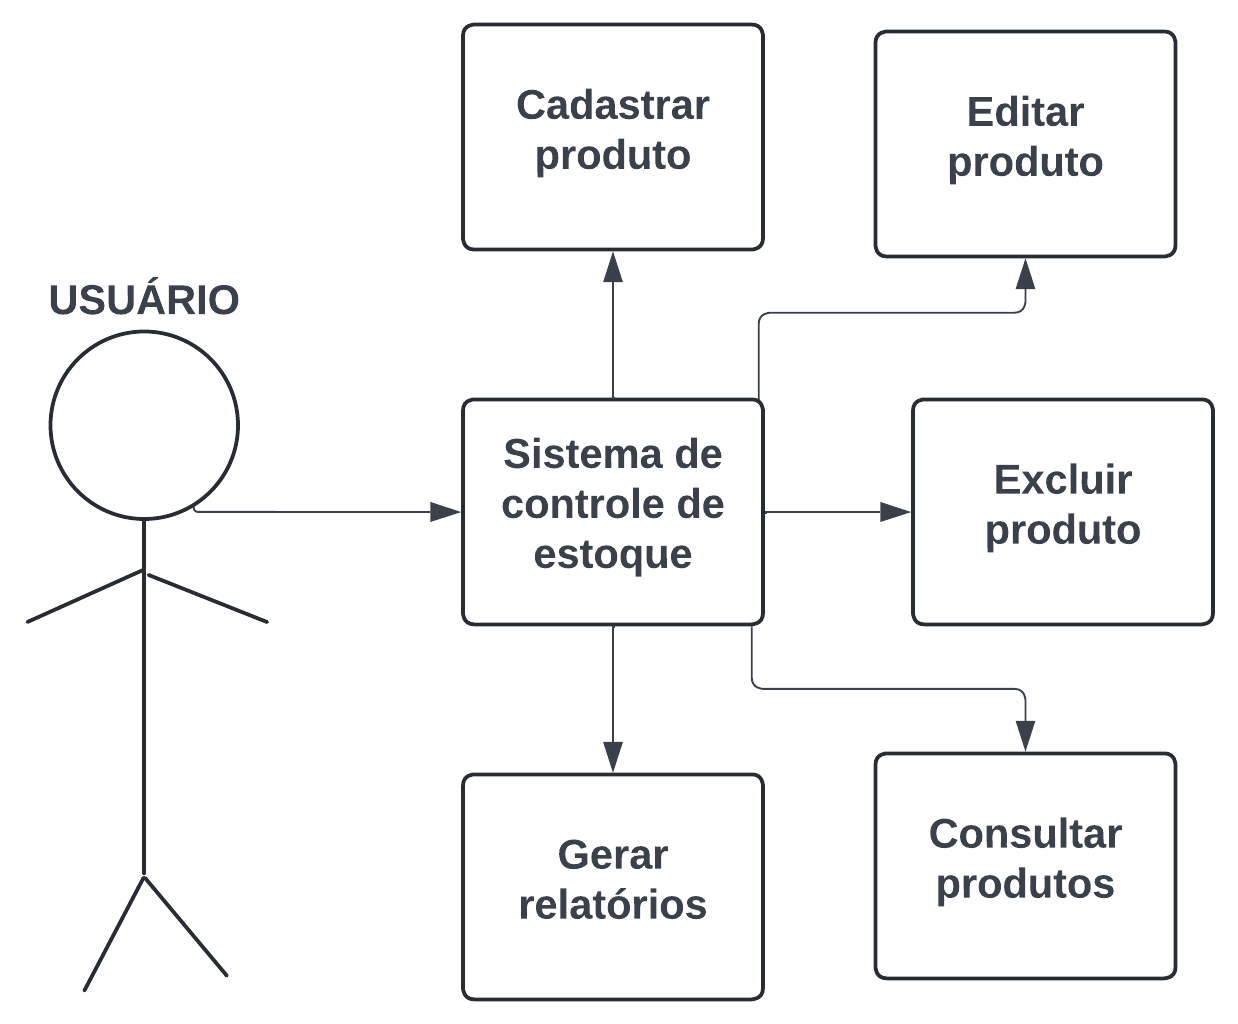 Cadastrar
produto
Editar
produto
USUÁRIO
Sistema de
controle de
estoque
Excluir
produto
Gerar
relatórios
Consultar
produtos